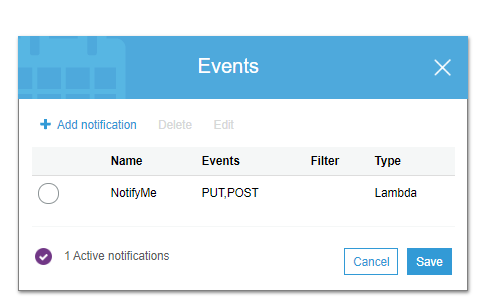 Events
Add notification Delete Edit
Name Events Filter Type
NotifyMe PUT,POST Lambda
1 Active notifications
Cancel Save